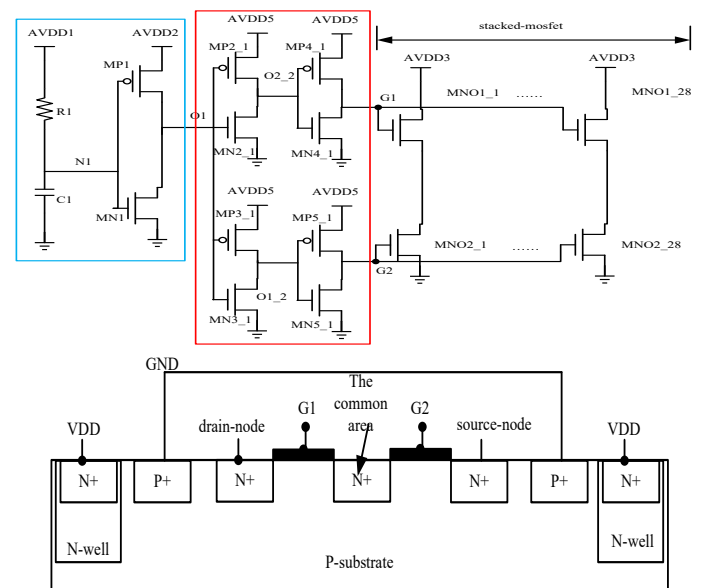 stacked-mosfet
AVDD1 AVDD2 AVDD5 AVDD5 AVDD3 AVDD3
MP1 MP2_1 MP4_1
O2_2
R1 O1 G1 MNO1_1 ...... MNO1_28
MN2_1 MN4_1
N1
C1 AVDD5 AVDD5
MN1 MP3_1 MP5_1
MNO2_1 ...... MNO2_28
G2
O1_2
MN3_1 MN5_1
GND The
common
area
G1 G2
VDD drain-node source-node VDD
N+ P+ N+ N+ N+ P+ N+
N-well N-well
P-substrate